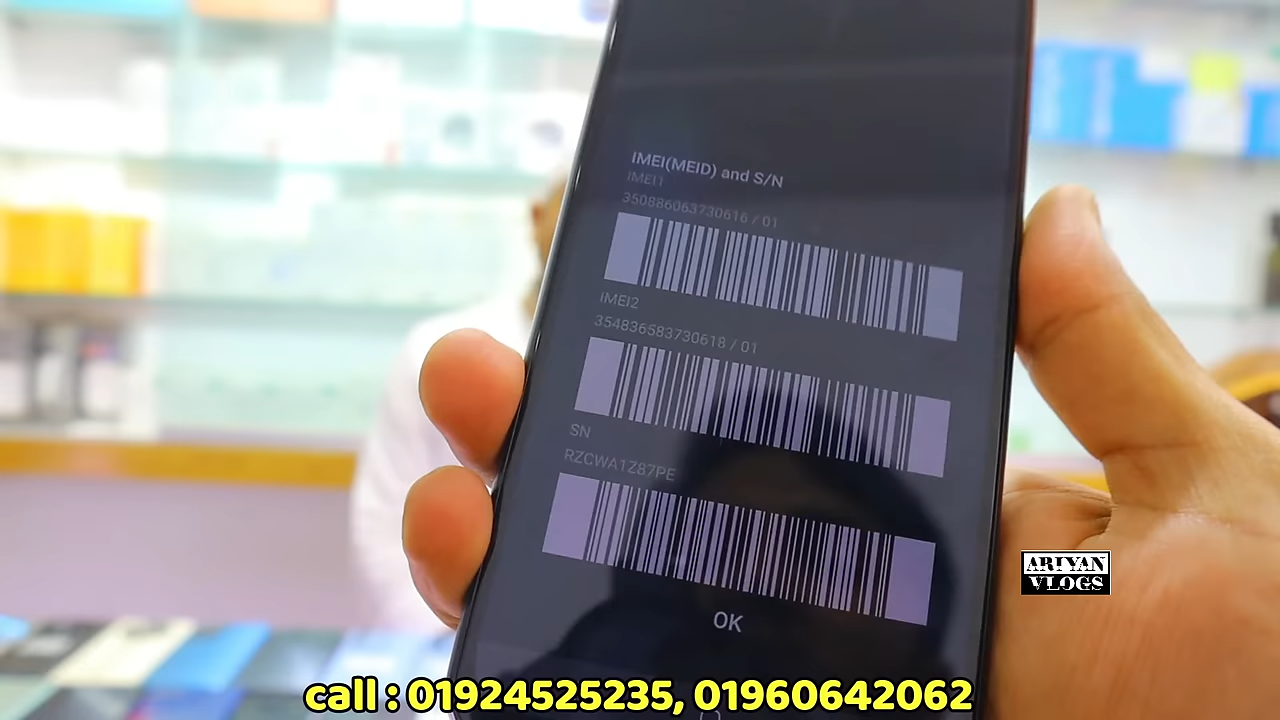 IMEI(MEID) and S/N
IMEI1
350886063730616 / 01
IMEI2
354836583730618 / 01
SN
RZCWA1Z87PE
OK
ARIYAN
VLOGS
call : 01924525235, 01960642062